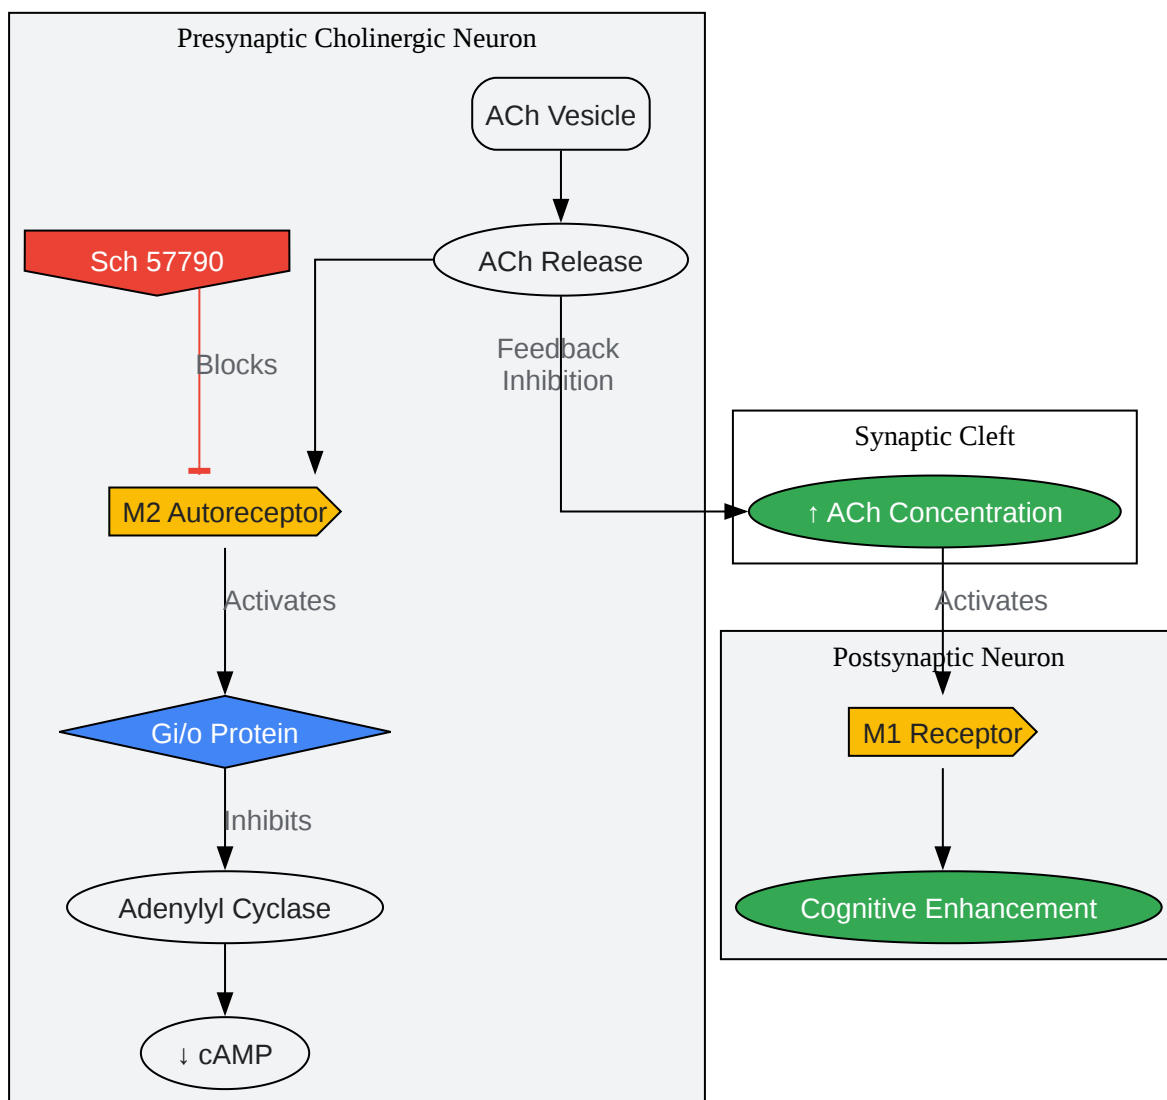 Presynaptic Cholinergic Neuron
ACh Vesicle
Sch 57790
ACh Release
Blocks
Feedback
Inhibition
Synaptic Cleft
M2 Autoreceptor
↑ ACh Concentration
Activates
Activates
Postsynaptic Neuron
Gi/o Protein
M1 Receptor
Inhibits
Adenylyl Cyclase
Cognitive Enhancement
↓ cAMP